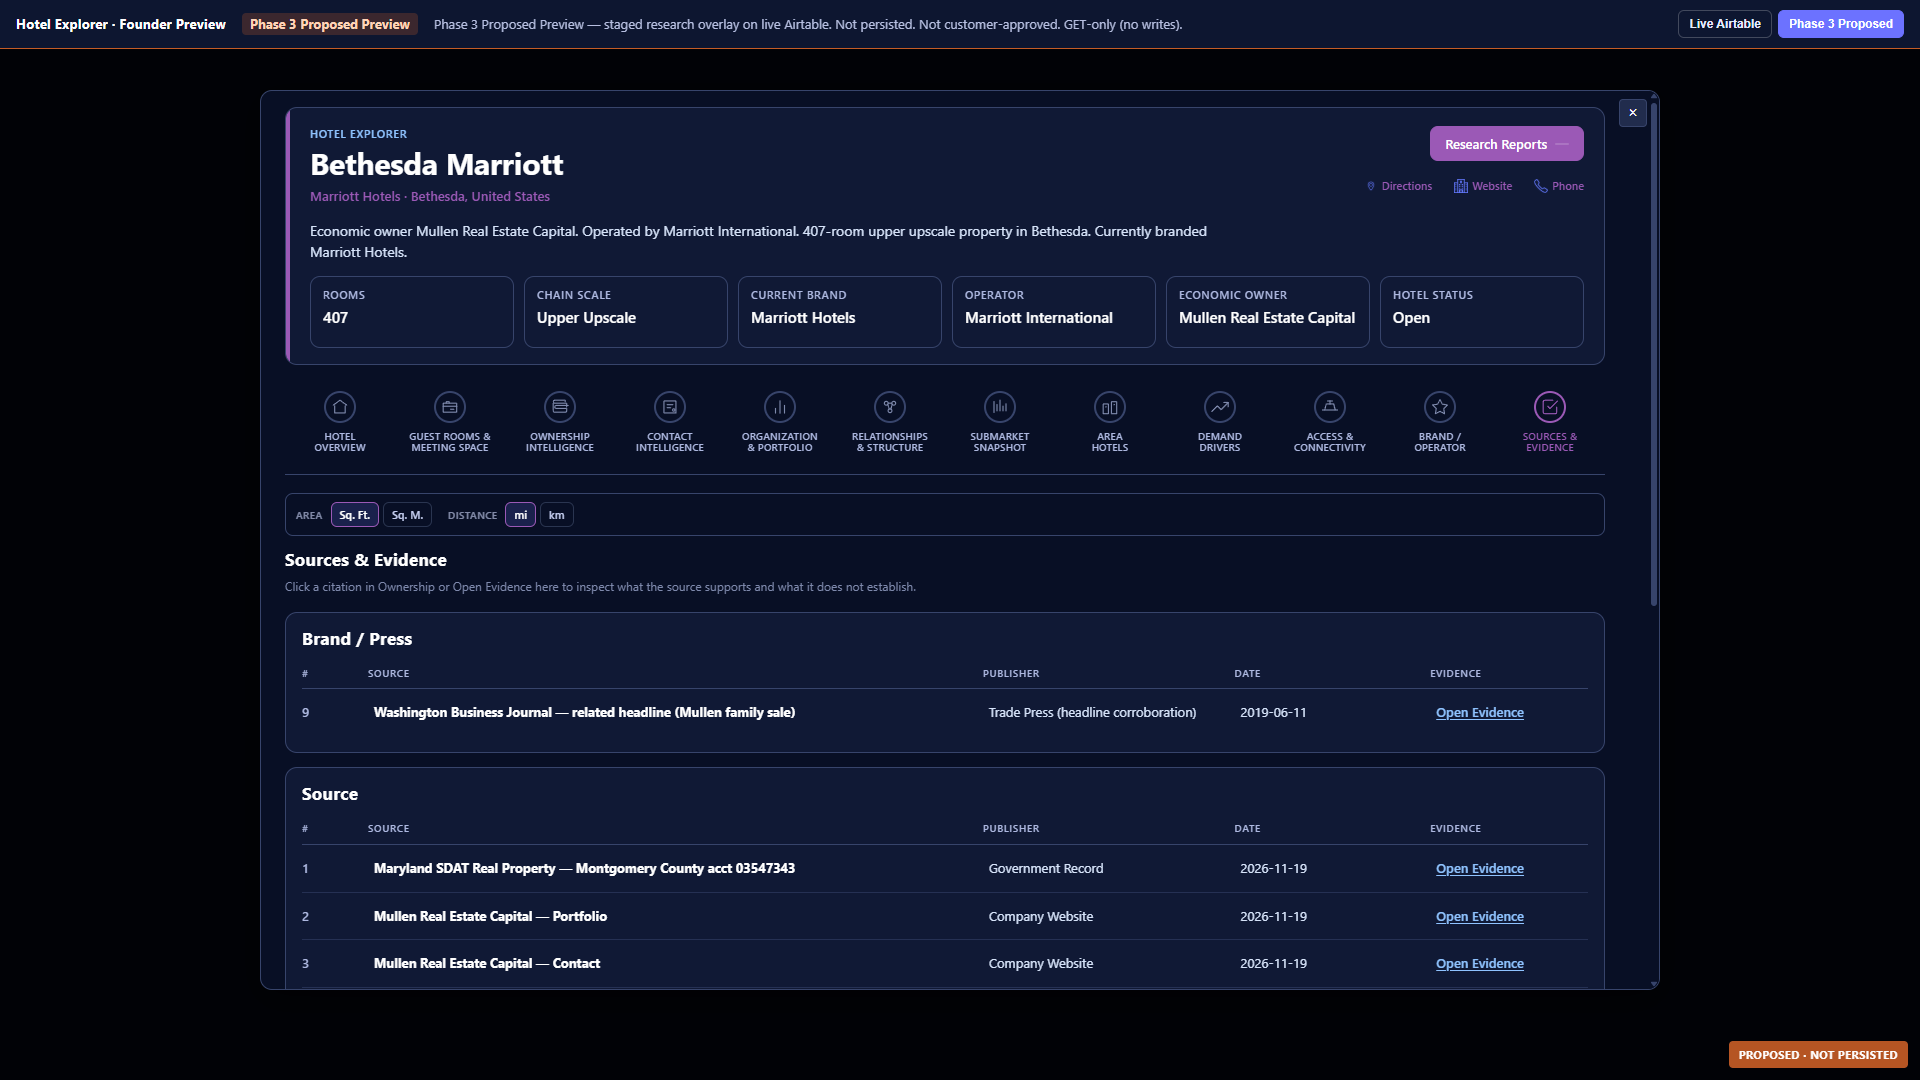 Hotel Explorer · Founder Preview
Phase 3 Proposed Preview
Phase 3 Proposed Preview — staged research overlay on live Airtable. Not persisted. Not customer-approved. GET-only (no writes).
Live Airtable
Phase 3 Proposed
×
HOTEL EXPLORER
Bethesda Marriott
Marriott Hotels · Bethesda, United States
Research Reports —
Directions
Website
Phone
Economic owner Mullen Real Estate Capital. Operated by Marriott International. 407-room upper upscale property in Bethesda. Currently branded
Marriott Hotels.
ROOMS
407
CHAIN SCALE
Upper Upscale
CURRENT BRAND
Marriott Hotels
OPERATOR
Marriott International
ECONOMIC OWNER
Mullen Real Estate Capital
HOTEL STATUS
Open
HOTEL
OVERVIEW
GUEST ROOMS &
MEETING SPACE
OWNERSHIP
INTELLIGENCE
CONTACT
INTELLIGENCE
ORGANIZATION
& PORTFOLIO
RELATIONSHIPS
& STRUCTURE
SUBMARKET
SNAPSHOT
AREA
HOTELS
DEMAND
DRIVERS
ACCESS &
CONNECTIVITY
BRAND /
OPERATOR
SOURCES &
EVIDENCE
AREA Sq. Ft. Sq. M. DISTANCE mi km
Sources & Evidence
Click a citation in Ownership or Open Evidence here to inspect what the source supports and what it does not establish.
Brand / Press
# SOURCE PUBLISHER DATE EVIDENCE
9 Washington Business Journal — related headline (Mullen family sale) Trade Press (headline corroboration) 2019-06-11 Open Evidence
Source
# SOURCE PUBLISHER DATE EVIDENCE
1 Maryland SDAT Real Property — Montgomery County acct 03547343 Government Record 2026-11-19 Open Evidence
2 Mullen Real Estate Capital — Portfolio Company Website 2026-11-19 Open Evidence
3 Mullen Real Estate Capital — Contact Company Website 2026-11-19 Open Evidence
PROPOSED · NOT PERSISTED